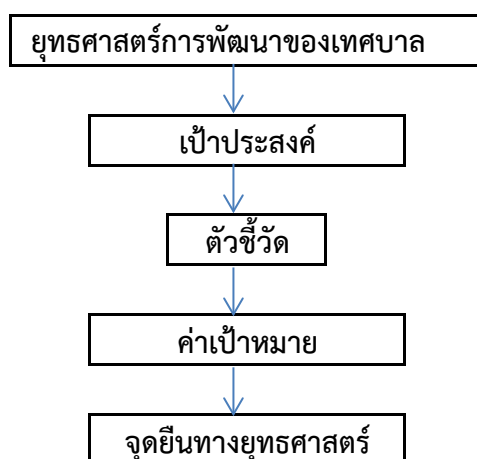 ยุทธศาสตร์การพัฒนาของเทศบาล
เป้าประสงค์
ตัวชี้วัด
ค่าเป้าหมาย
จุดยืนทางยุทธศาสตร์